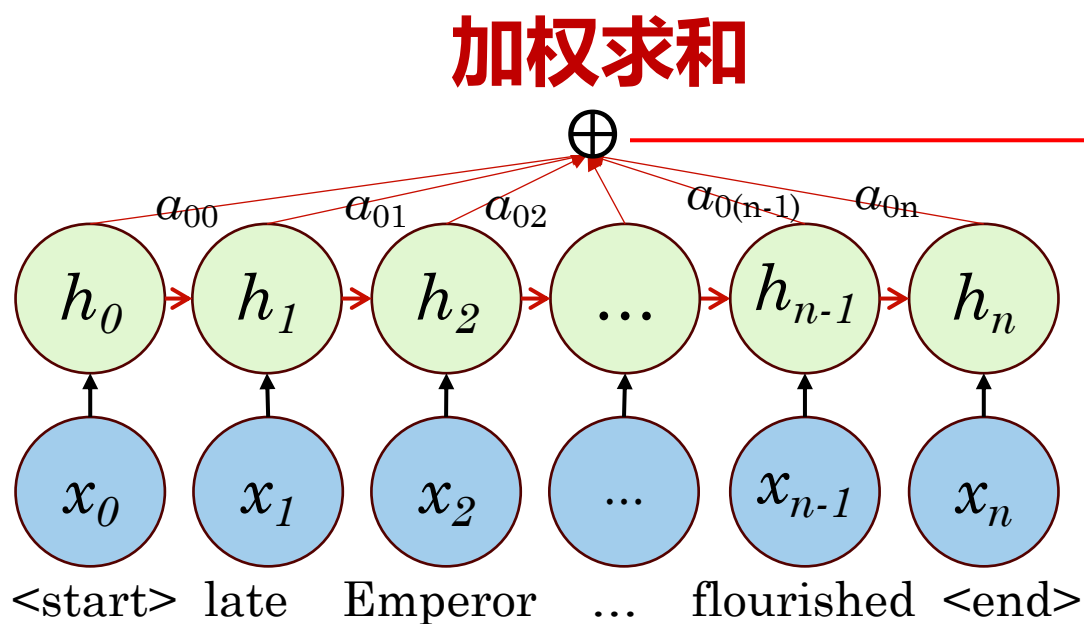 加权求和
a₀₀ a₀₁ a₀₂ a₀₍ₙ₋₁₎ a₀ₙ
h₀ h₁ h₂ ... hₙ₋₁ hₙ
x₀ x₁ x₂ ... xₙ₋₁ xₙ
<start> late Emperor ... flourished <end>